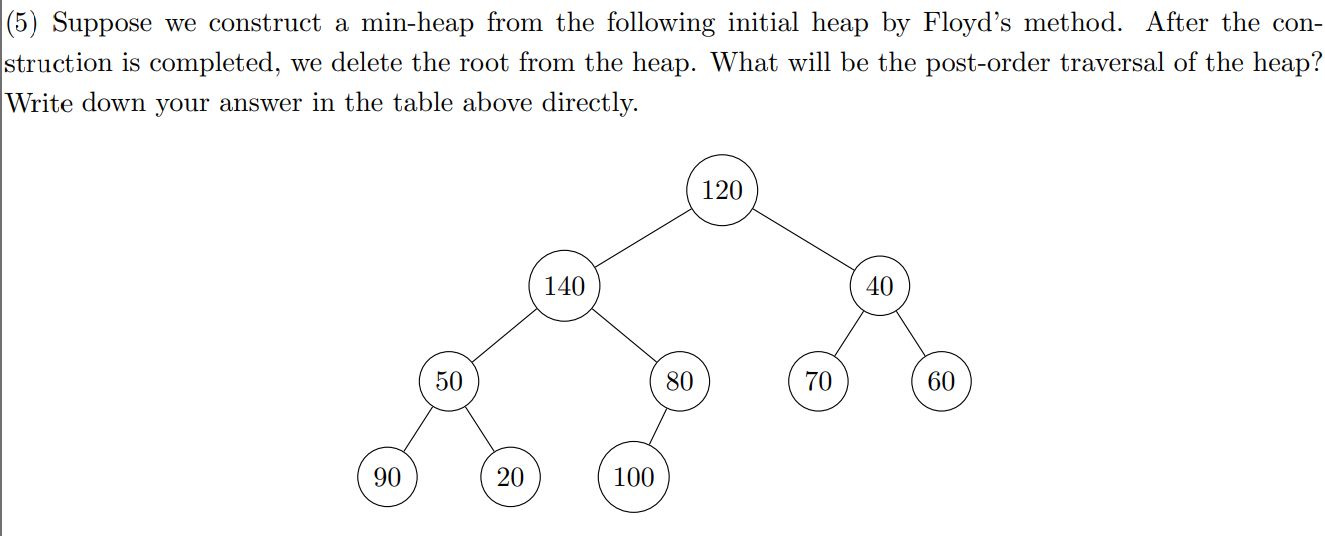 (5) Suppose we construct a min-heap from the following initial heap by Floyd's method. After the con-
struction is completed, we delete the root from the heap. What will be the post-order traversal of the heap?
Write down your answer in the table above directly.
120
140 40
50 80 70 60
90 20 100